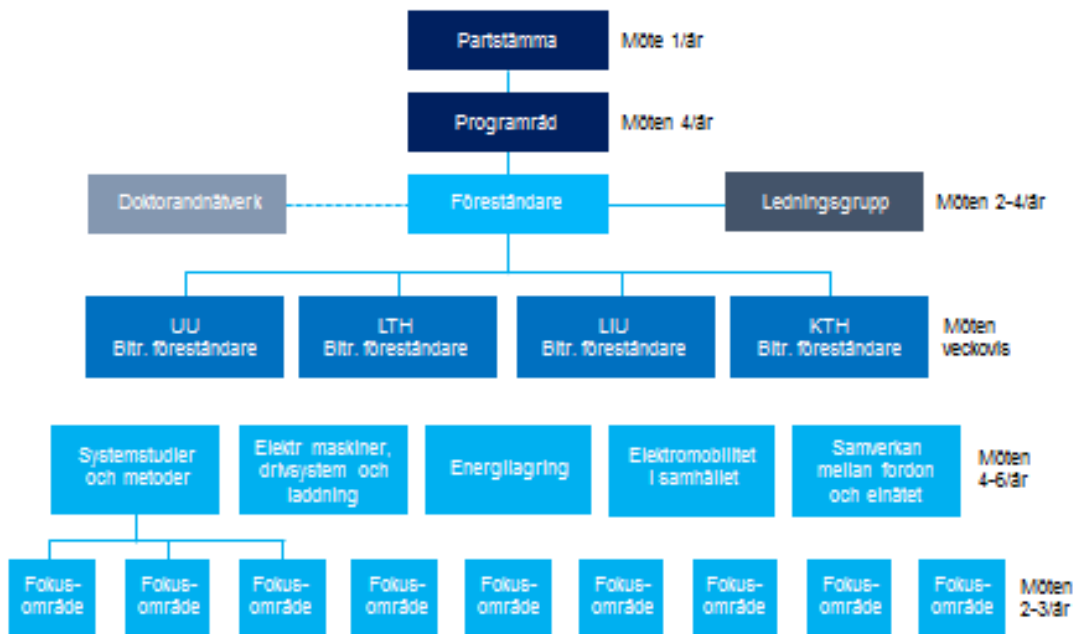 Partstämma
Möte 1/år
Programråd
Möten 4/år
Doktorandnätverk
Föreståndare
Ledningsgrupp
Möten 2-4/år
UU
Bitr. föreståndare
LTH
Bitr. föreståndare
LIU
Bitr. föreståndare
KTH
Bitr. föreståndare
Möten
veckovis
Systemstudier
och metoder
Elektr maskiner,
drivsystem och
laddning
Energilagring
Elektromobilitet
i samhället
Samverkan
mellan fordon
och elnätet
Möten
4-6/år
Fokus-
område
Fokus-
område
Fokus-
område
Fokus-
område
Fokus-
område
Fokus-
område
Fokus-
område
Fokus-
område
Fokus-
område
Möten
2-3/år